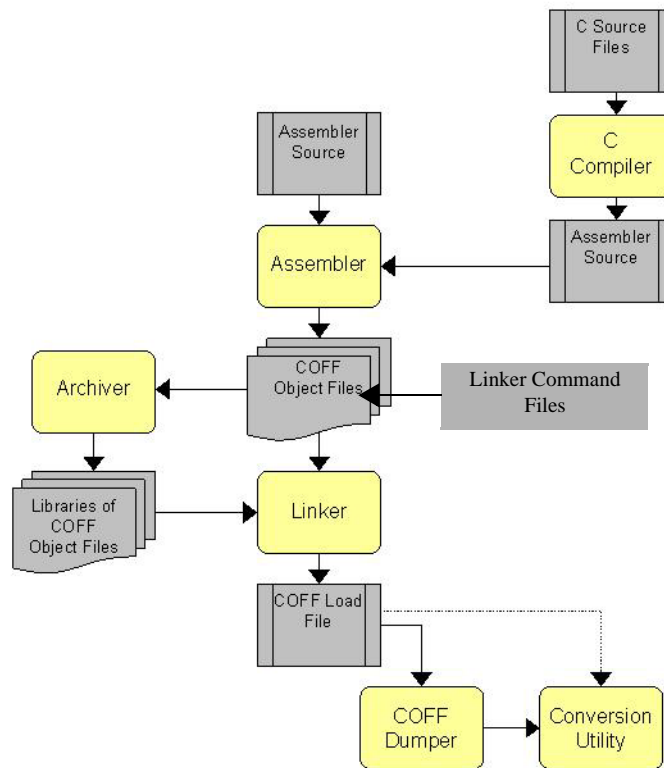 C Source
Files
C
Compiler
Assembler
Source
Assembler
Source
Assembler
COFF
Object Files
Linker Command
Files
Archiver
Libraries of
COFF
Object Files
Linker
COFF Load
File
COFF
Dumper
Conversion
Utility